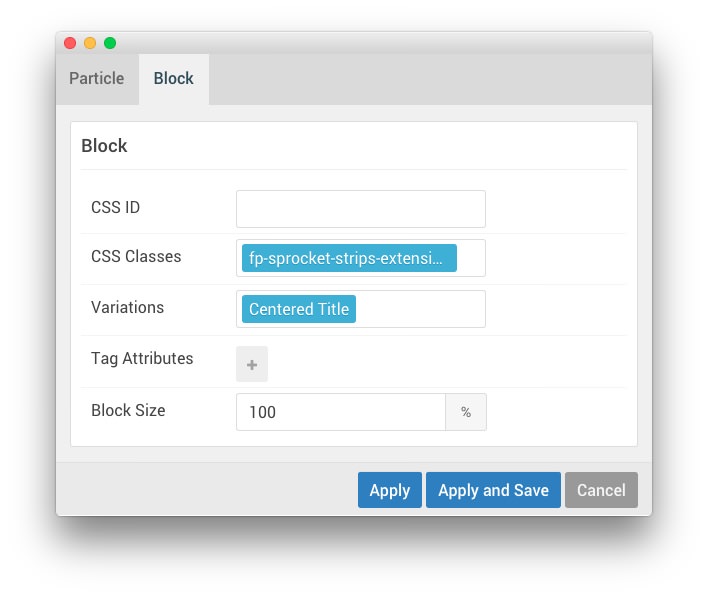 Particle Block
Block
CSS ID
CSS Classes fp-sprocket-strips-extensi...
Variations Centered Title
Tag Attributes +
Block Size 100 %
Apply Apply and Save Cancel